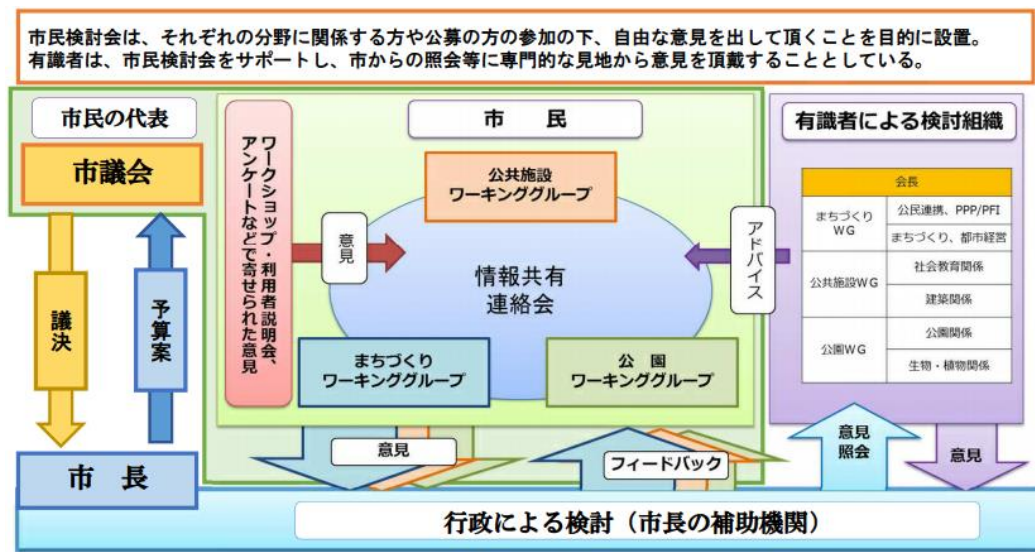 市民検討会は、それぞれの分野に関係する方や公募の方の参加の下、自由な意見を出して頂くことを目的に設置。
有識者は、市民検討会をサポートし、市からの照会等に専門的な見地から意見を頂戴することとしている。
市民の代表
市議会
議決
予算案
市　長
ワークショップ・利用者説明会、
アンケートなどで寄せられた意見
市　民
公共施設
ワーキンググループ
意見
情報共有
連絡会
アドバイス
まちづくり
ワーキンググループ
公　園
ワーキンググループ
意見
フィードバック
有識者による検討組織
会長
まちづくり
WG
公民連携、PPP/PFI
まちづくり、都市経営
公共施設WG
社会教育関係
建築関係
公園WG
公園関係
生物・植物関係
意見
照会
意見
行政による検討（市長の補助機関）